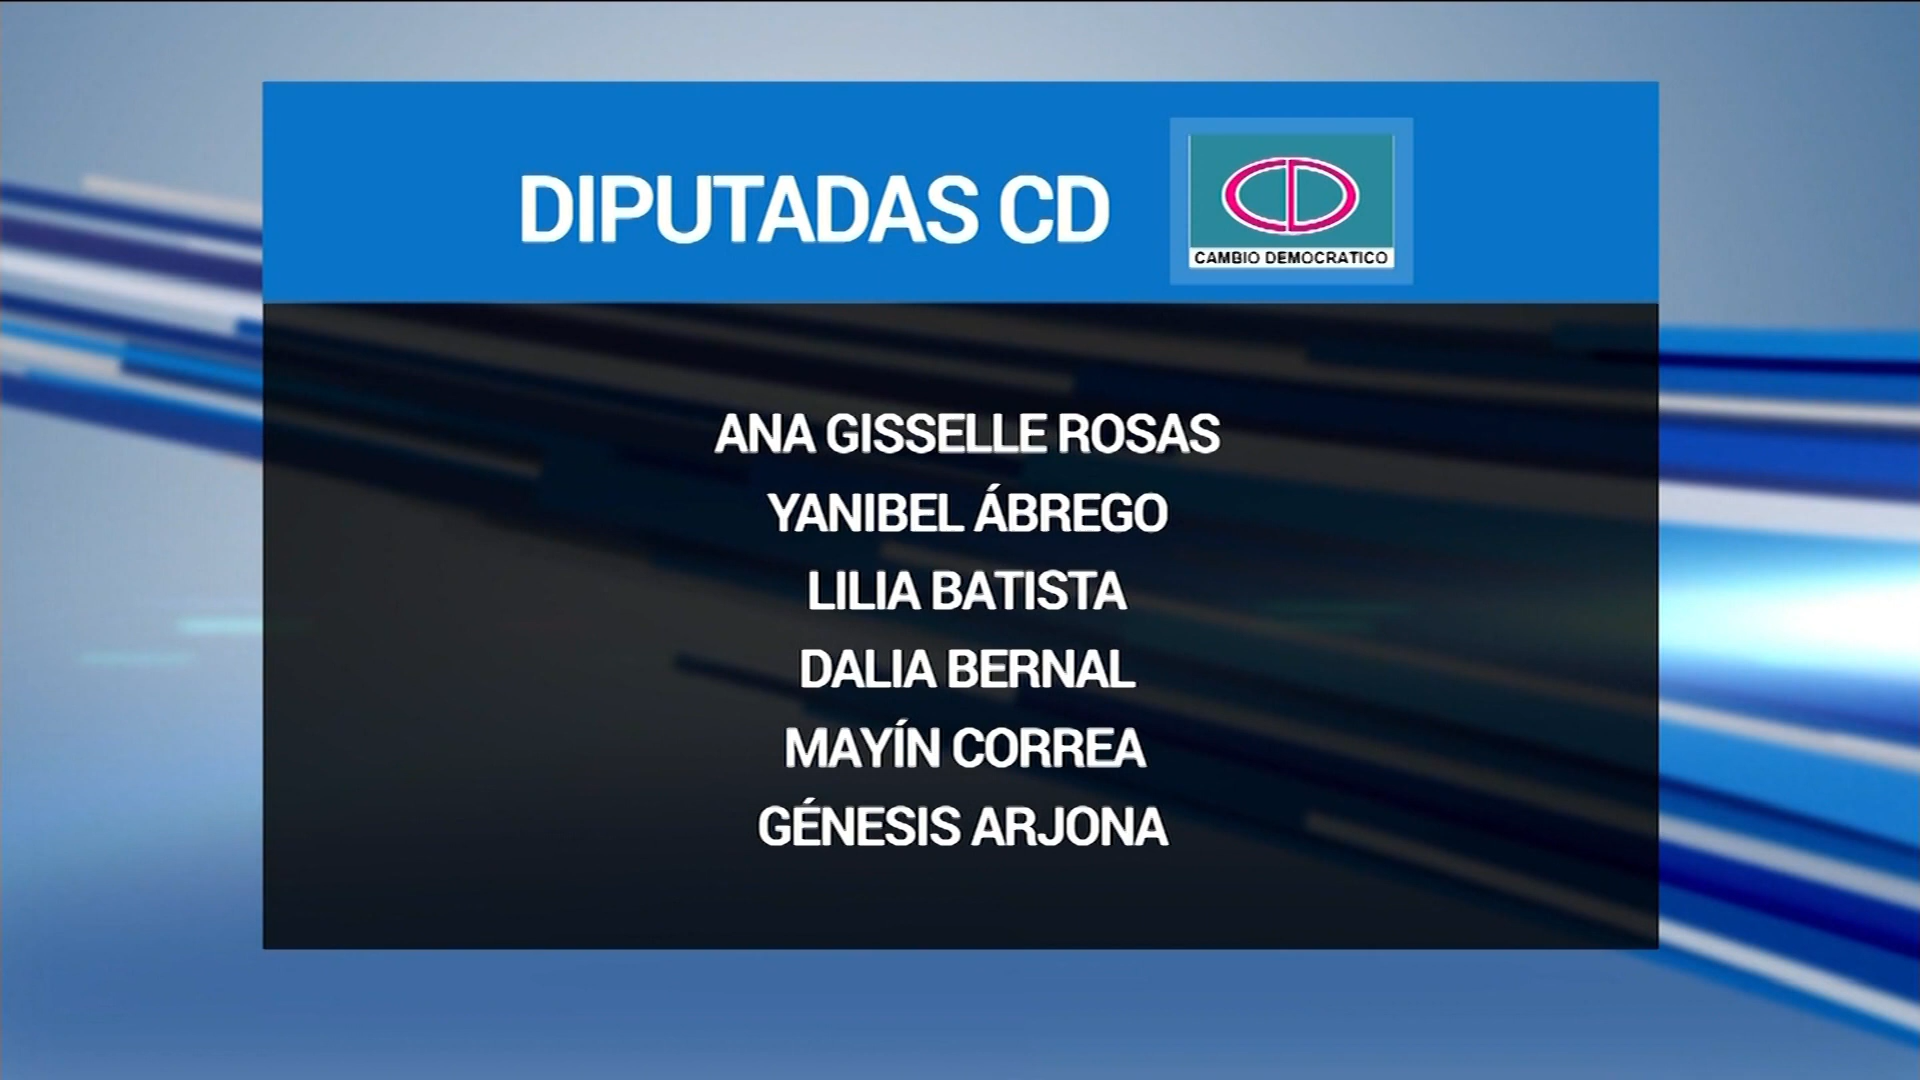 DIPUTADAS CD
CD
CAMBIO DEMOCRATICO
ANA GISSELLE ROSAS
YANIBEL ÁBREGO
LILIA BATISTA
DALIA BERNAL
MAYÍN CORREA
GÉNESIS ARJONA